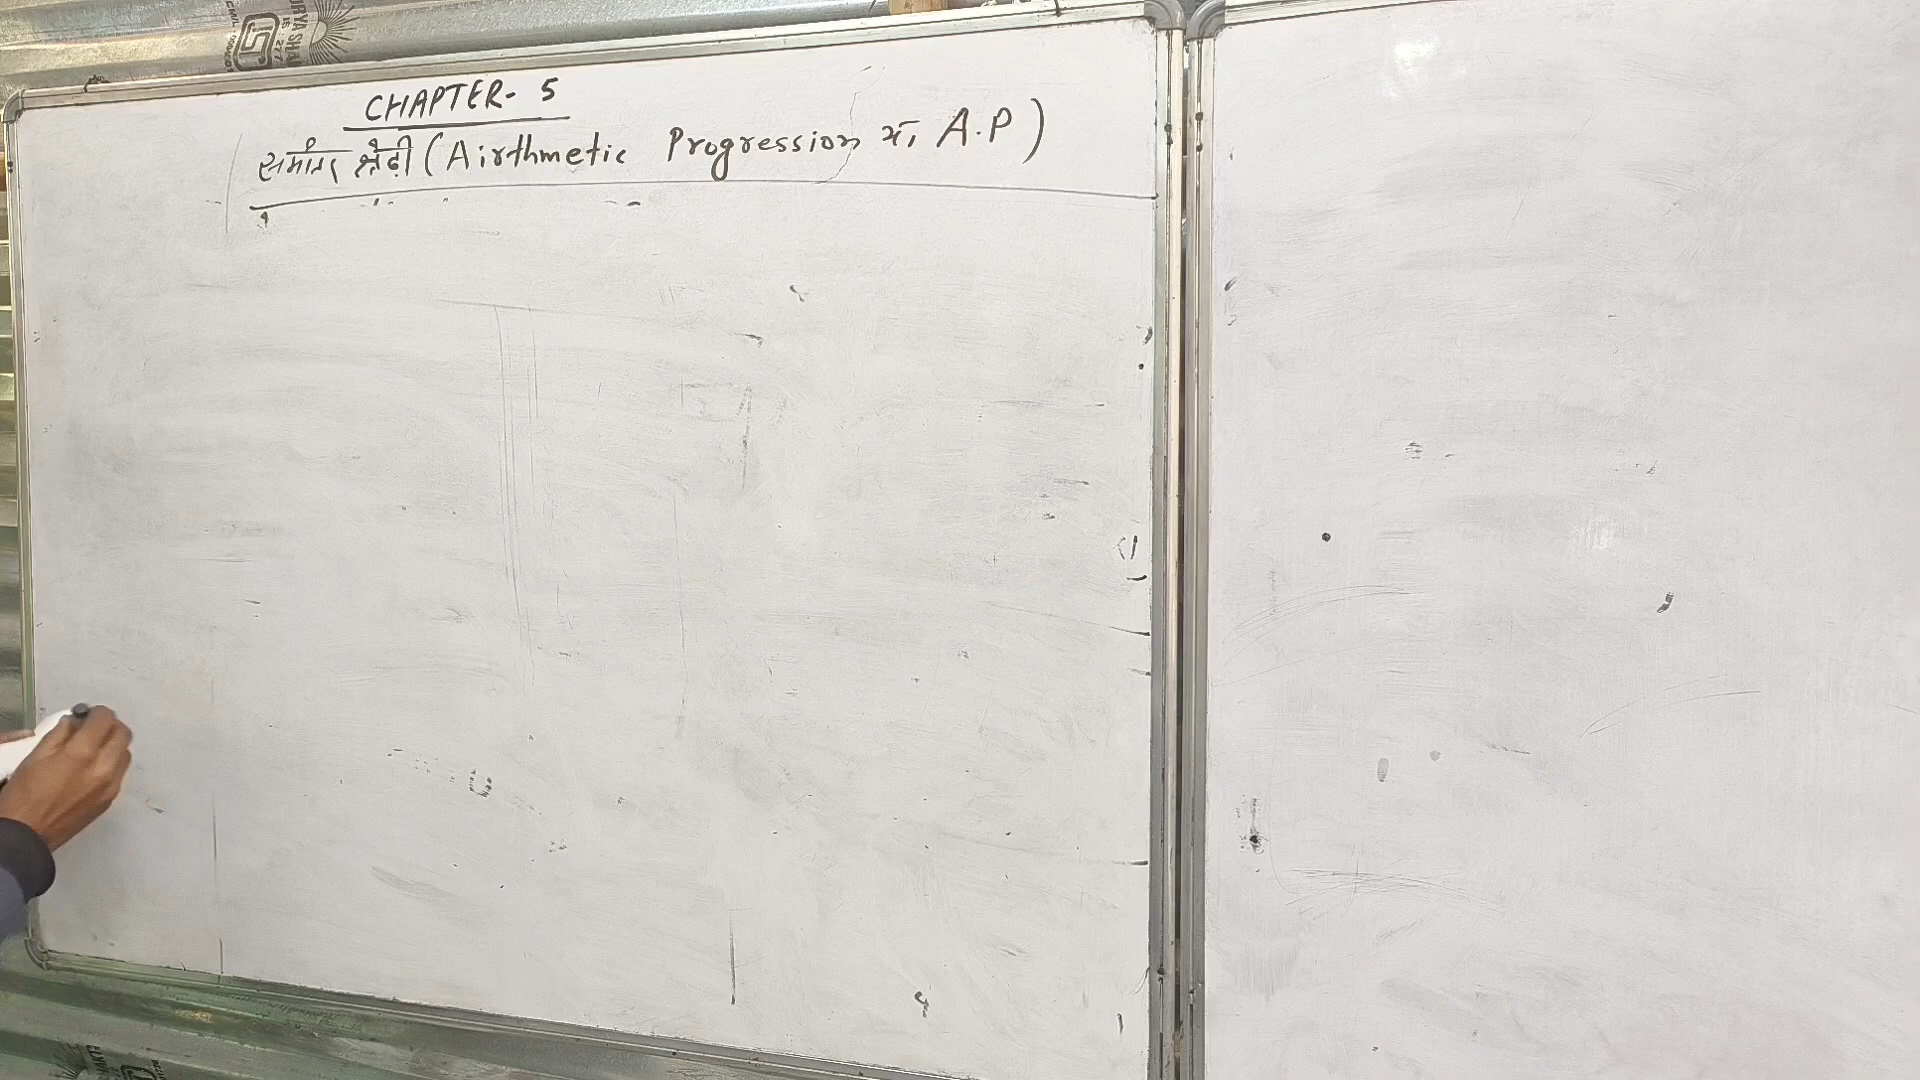 CHAPTER- 5
समांतर श्रेढ़ी (Airthmetic Progression या A.P)